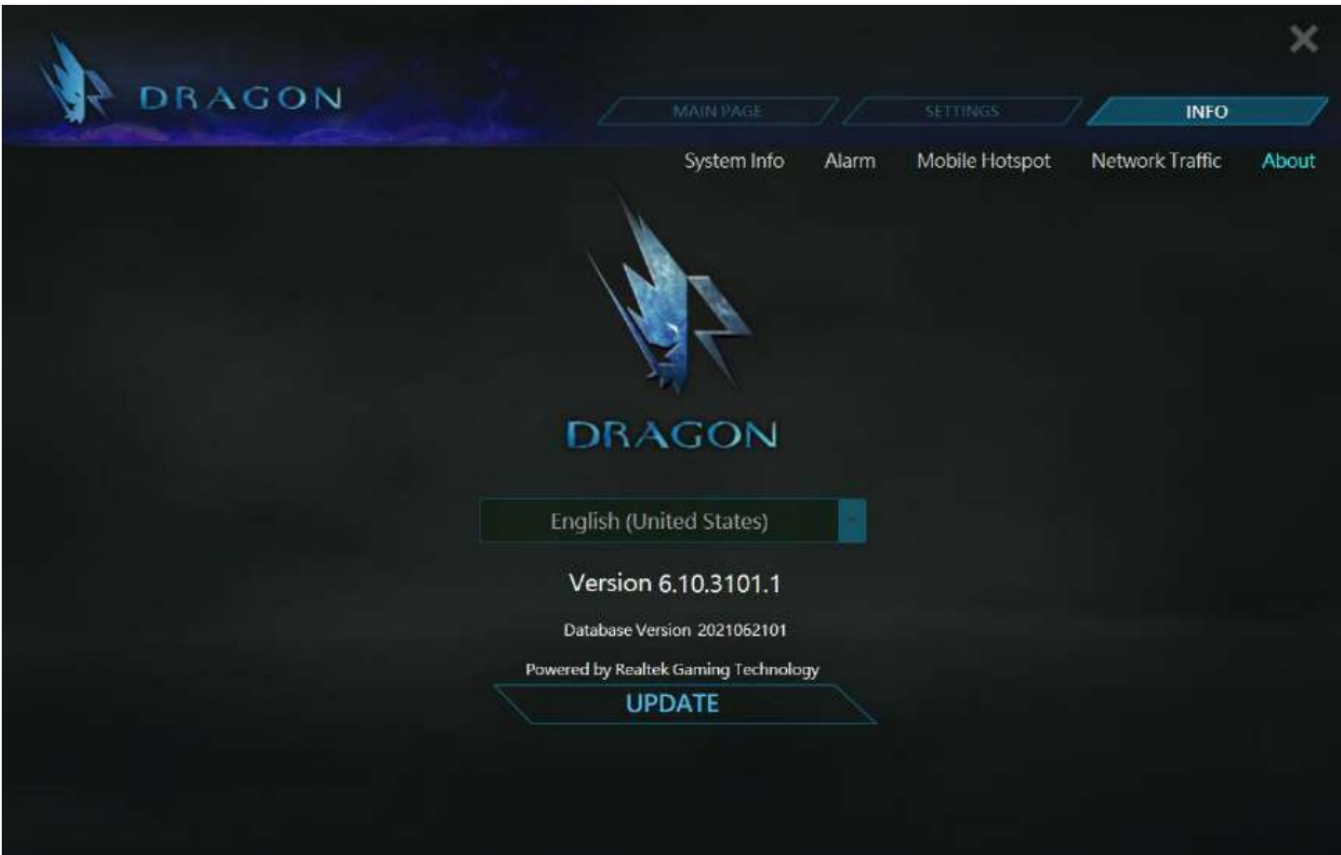 DRAGON
MAIN PAGE SETTINGS INFO
System Info Alarm Mobile Hotspot Network Traffic About
DRAGON
English (United States)
Version 6.10.3101.1
Database Version 2021062101
Powered by Realtek Gaming Technology
UPDATE